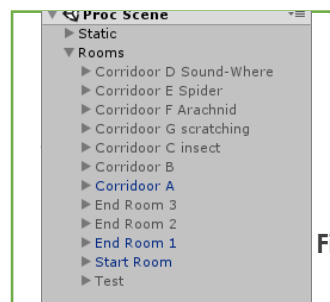 Proc Scene
Static
Rooms
Corridoor D Sound-Where
Corridoor E Spider
Corridoor F Arachnid
Corridoor G scratching
Corridoor C insect
Corridoor B
Corridoor A
End Room 3
End Room 2
End Room 1
Start Room
Test